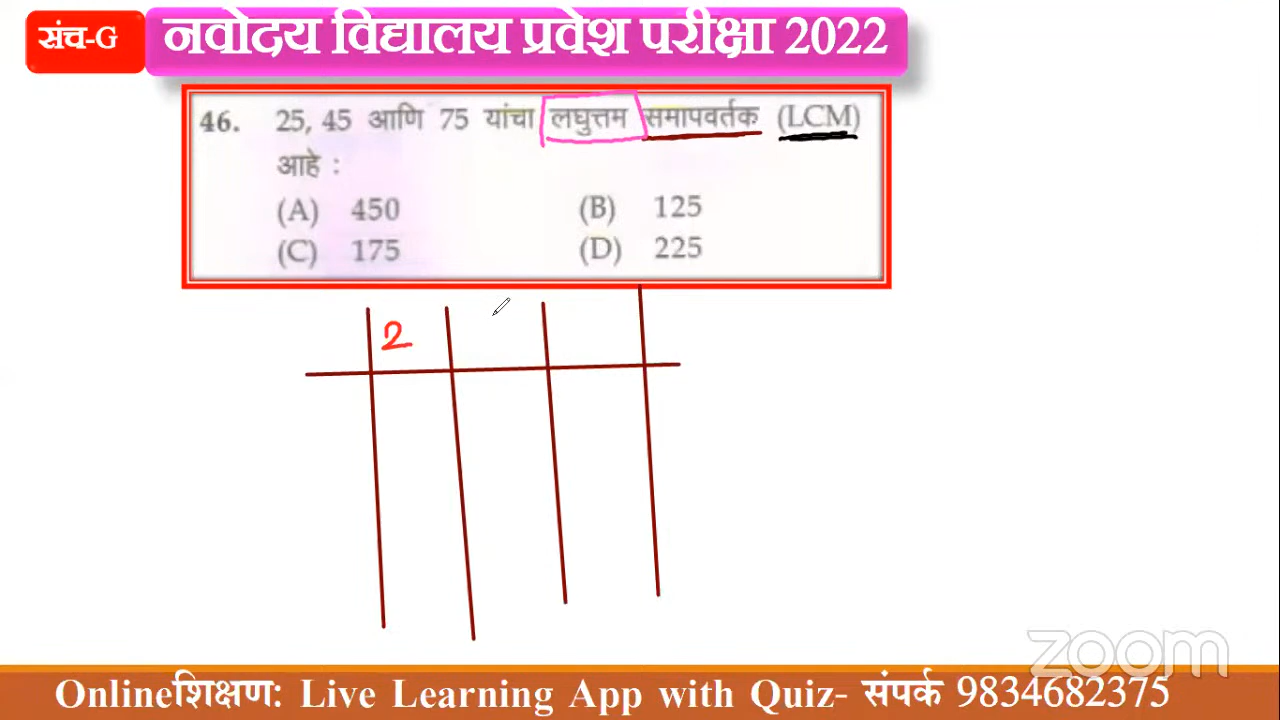 संच-G
नवोदय विद्यालय प्रवेश परीक्षा 2022
46. 25, 45 आणि 75 यांचा लघुत्तम समापवर्तक (LCM)
आहे :
(A) 450 (B) 125
(C) 175 (D) 225
2
zoom
Onlineशिक्षण: Live Learning App with Quiz- संपर्क 9834682375